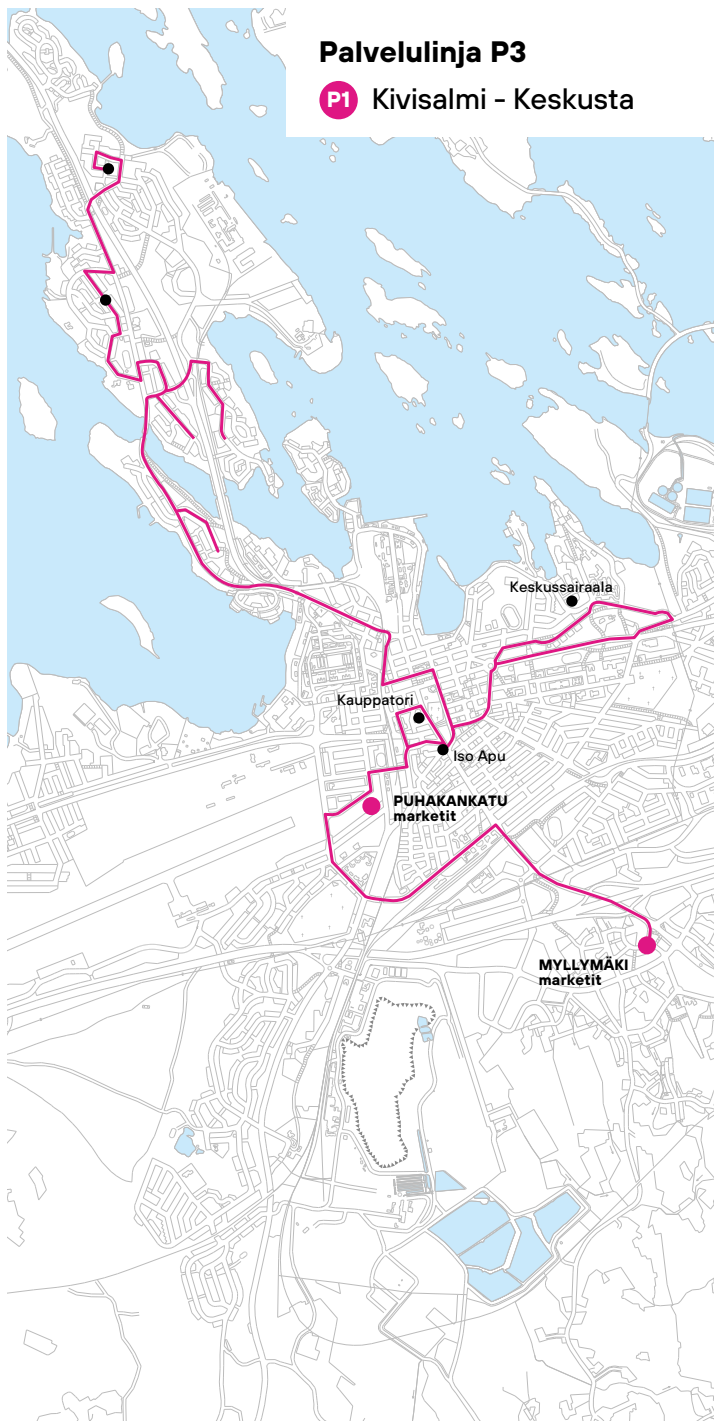 Palvelulinja P3
P1 Kivisalmi - Keskusta
Keskussairaala
Kauppatori
Iso Apu
PUHAKANKATU
marketit
MYLLYMÄKI
marketit